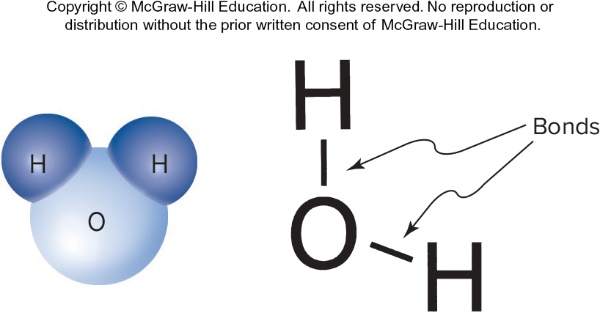 Copyright © McGraw-Hill Education. All rights reserved. No reproduction or
distribution without the prior written consent of McGraw-Hill Education.
H
H
O
H
O
H
Bonds